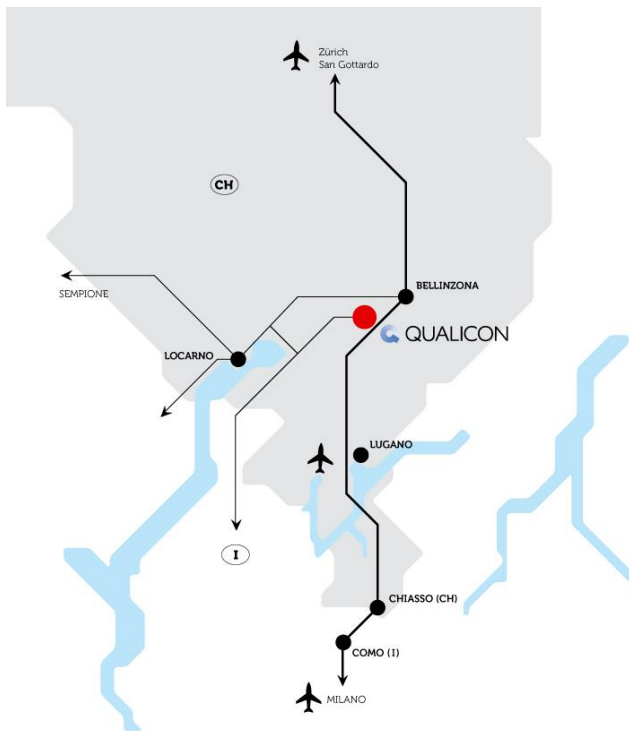 Zürich
San Gottardo
CH
BELLINZONA
SEMPIONE
QUALICON
LOCARNO
LUGANO
I
CHIASSO (CH)
COMO (I)
MILANO